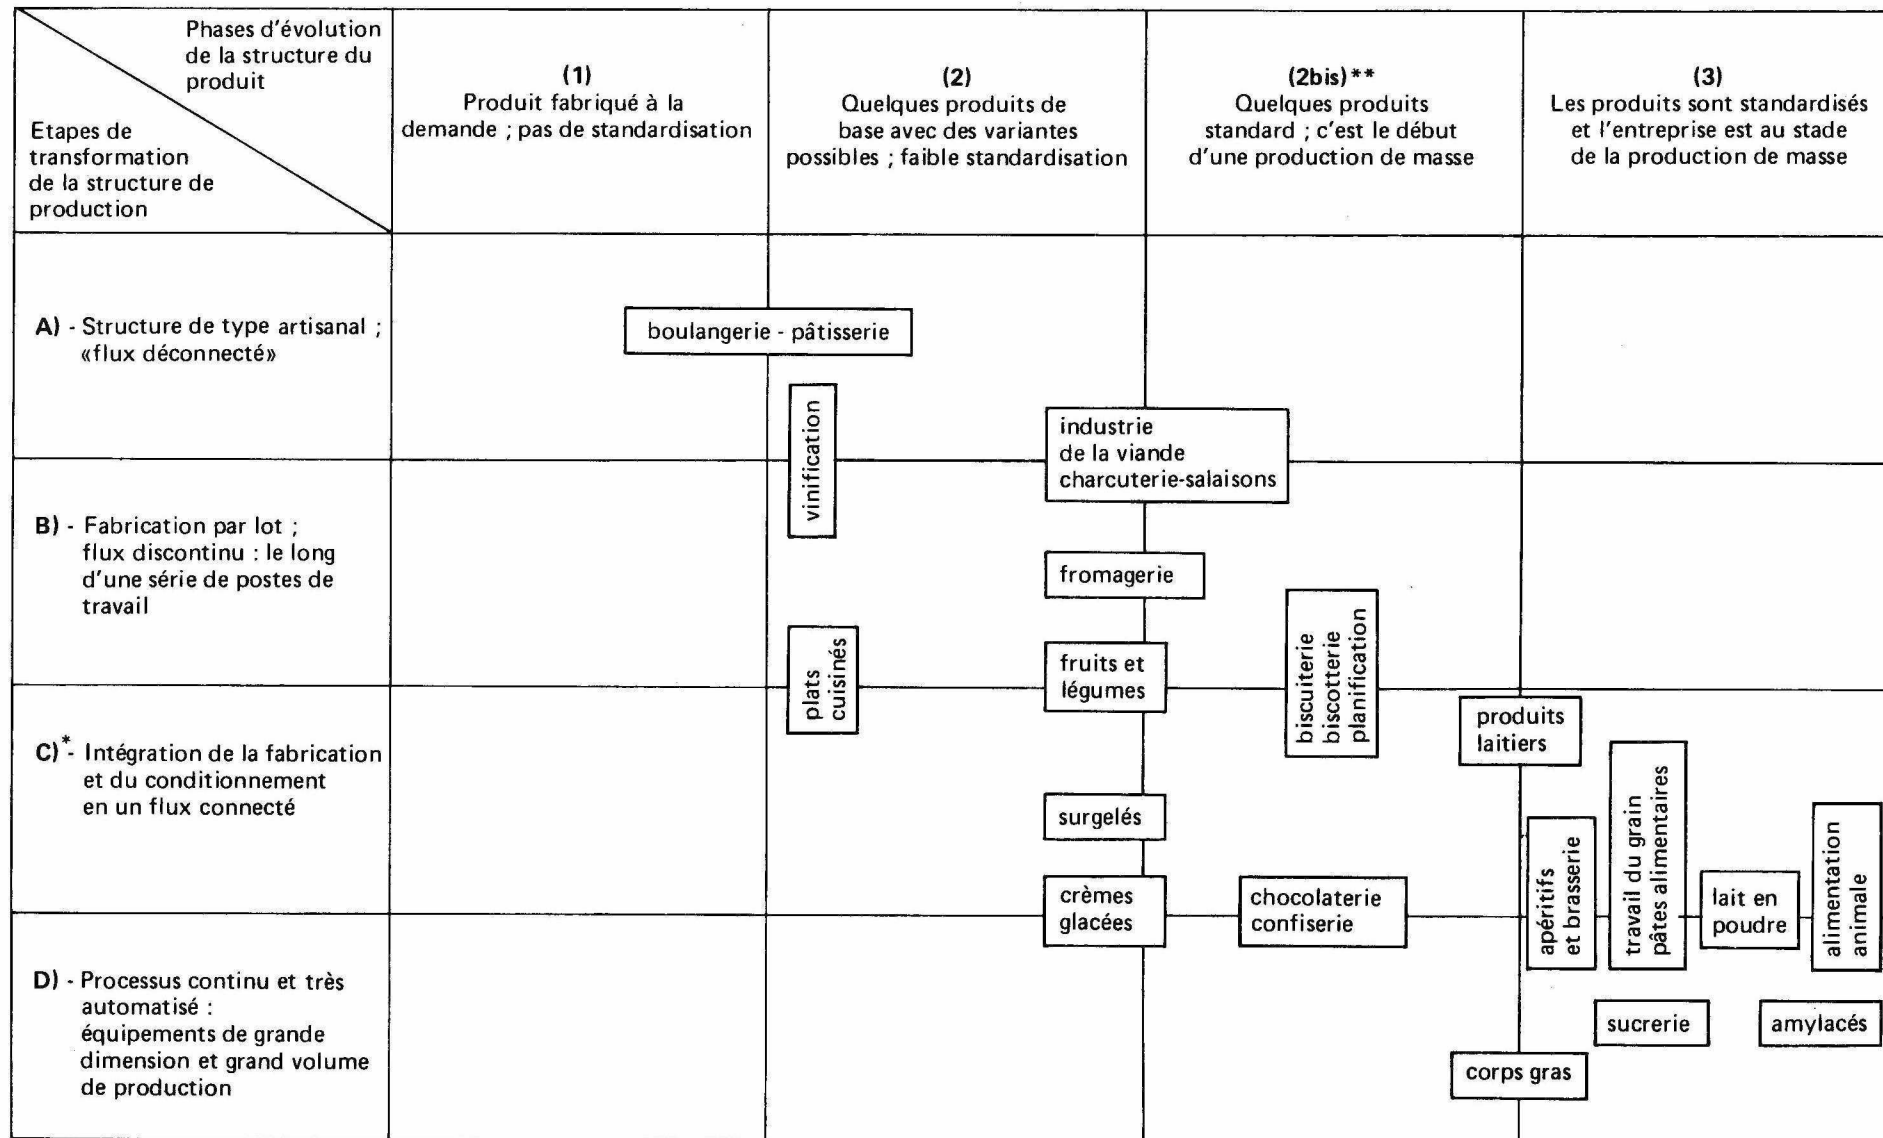 Phases d'évolution
de la structure du
produit
Etapes de
transformation
de la structure de
production
(1)
Produit fabriqué à la
demande ; pas de standardisation
(2)
Quelques produits de
base avec des variantes
possibles ; faible standardisation
(2bis)**
Quelques produits
standard ; c'est le début
d'une production de masse
(3)
Les produits sont standardisés
et l'entreprise est au stade
de la production de masse
A) - Structure de type artisanal ;
«flux déconnecté»
boulangerie - pâtisserie
vinification
industrie
de la viande
charcuterie-salaisons
B) - Fabrication par lot ;
flux discontinu : le long
d'une série de postes de
travail
fromagerie
plats
cuisinés
fruits et
légumes
biscuiterie
biscotterie
planification
C)*- Intégration de la fabrication
et du conditionnement
en un flux connecté
produits
laitiers
surgelés
crèmes
glacées
chocolaterie
confiserie
apéritifs
et brasserie
travail du grain
pâtes alimentaires
lait en
poudre
alimentation
animale
D) - Processus continu et très
automatisé :
équipements de grande
dimension et grand volume
de production
sucrerie
amylacés
corps gras